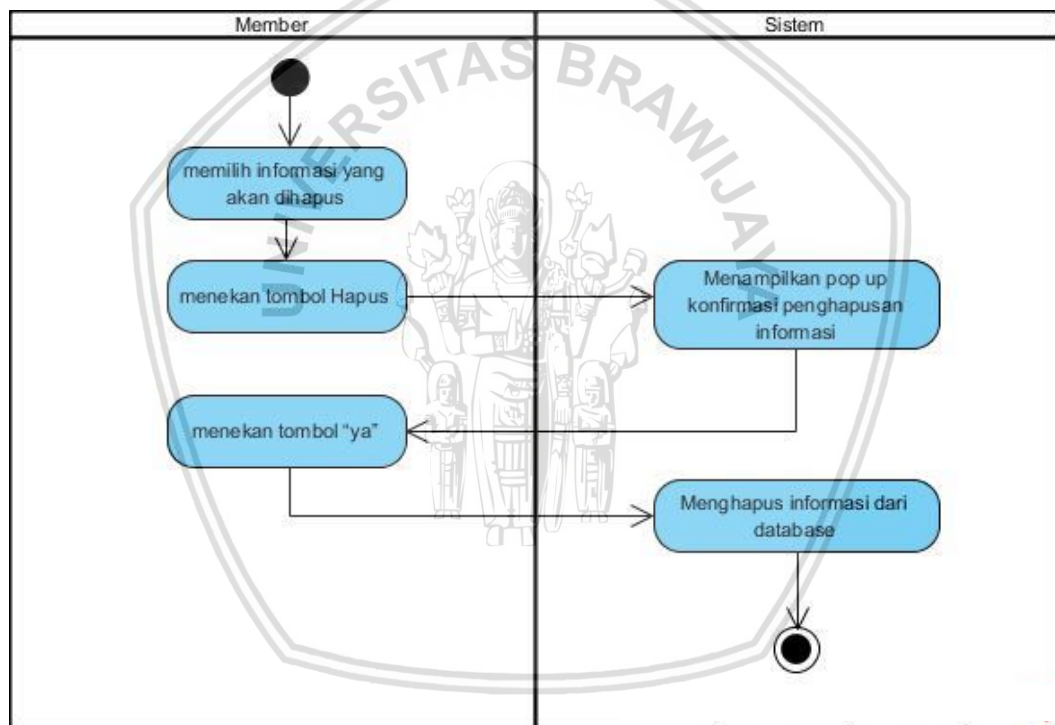 Member
Sistem
UNIVERSITAS BRAWIJAYA
memilih informasi yang
akan dihapus
menekan tombol Hapus
Menampilkan pop up
konfirmasi penghapusan
informasi
menekan tombol “ya”
Menghapus informasi dari
database